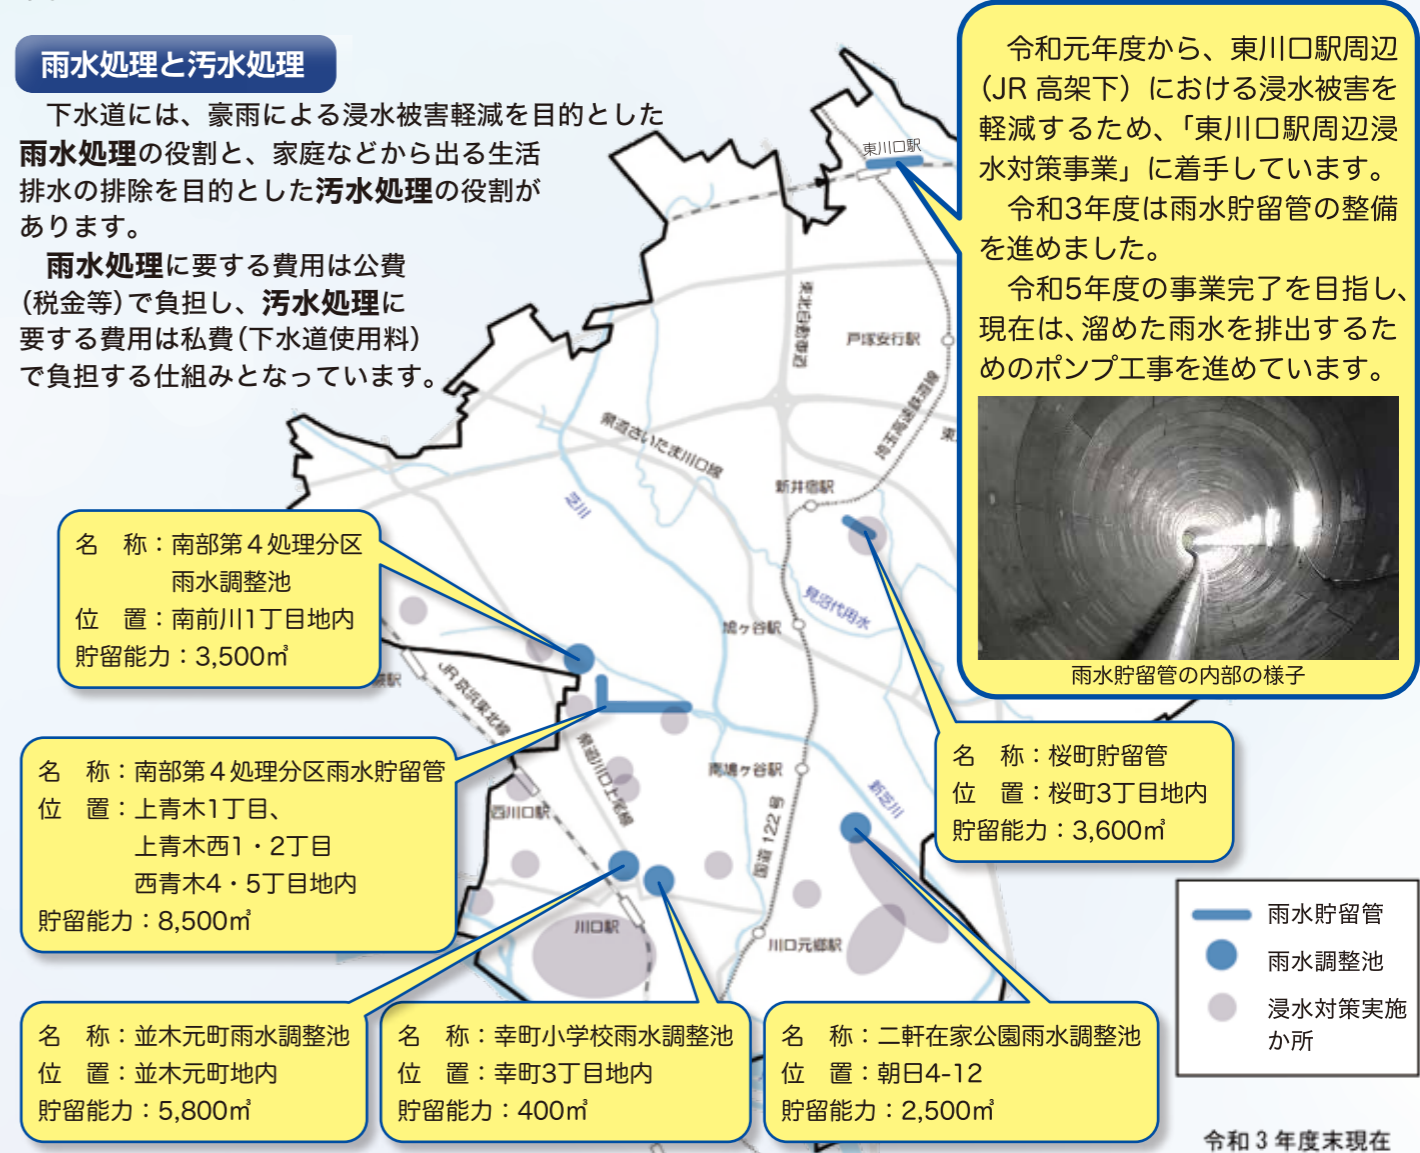 雨水処理と汚水処理
下水道には、豪雨による浸水被害軽減を目的とした
雨水処理の役割と、家庭などから出る生活
排水の排除を目的とした汚水処理の役割が
あります。
雨水処理に要する費用は公費
（税金等）で負担し、汚水処理に
要する費用は私費（下水道使用料）
で負担する仕組みとなっています。
令和元年度から、東川口駅周辺
（JR 高架下）における浸水被害を
軽減するため、「東川口駅周辺浸
水対策事業」に着手しています。
令和3年度は雨水貯留管の整備
を進めました。
令和5年度の事業完了を目指し、
現在は、溜めた雨水を排出するた
めのポンプ工事を進めています。
雨水貯留管の内部の様子
東川口駅
東北自動車道
戸塚安行駅
埼玉高速鉄道線
県道さいたま川口線
新井宿駅
芝川
見沼代用水
鳩ヶ谷駅
蕨駅
JR京浜東北線
県道川口上尾線
南鳩ヶ谷駅
新芝川
西川口駅
国道122号
川口駅
川口元郷駅
名　称：南部第４処理分区
雨水調整池
位　置：南前川1丁目地内
貯留能力：3,500㎥
名　称：南部第４処理分区雨水貯留管
位　置：上青木1丁目、
上青木西1・2丁目
西青木4・5丁目地内
貯留能力：8,500㎥
名　称：桜町貯留管
位　置：桜町3丁目地内
貯留能力：3,600㎥
名　称：並木元町雨水調整池
位　置：並木元町地内
貯留能力：5,800㎥
名　称：幸町小学校雨水調整池
位　置：幸町3丁目地内
貯留能力：400㎥
名　称：二軒在家公園雨水調整池
位　置：朝日4-12
貯留能力：2,500㎥
雨水貯留管
雨水調整池
浸水対策実施
か所
令和３年度末現在